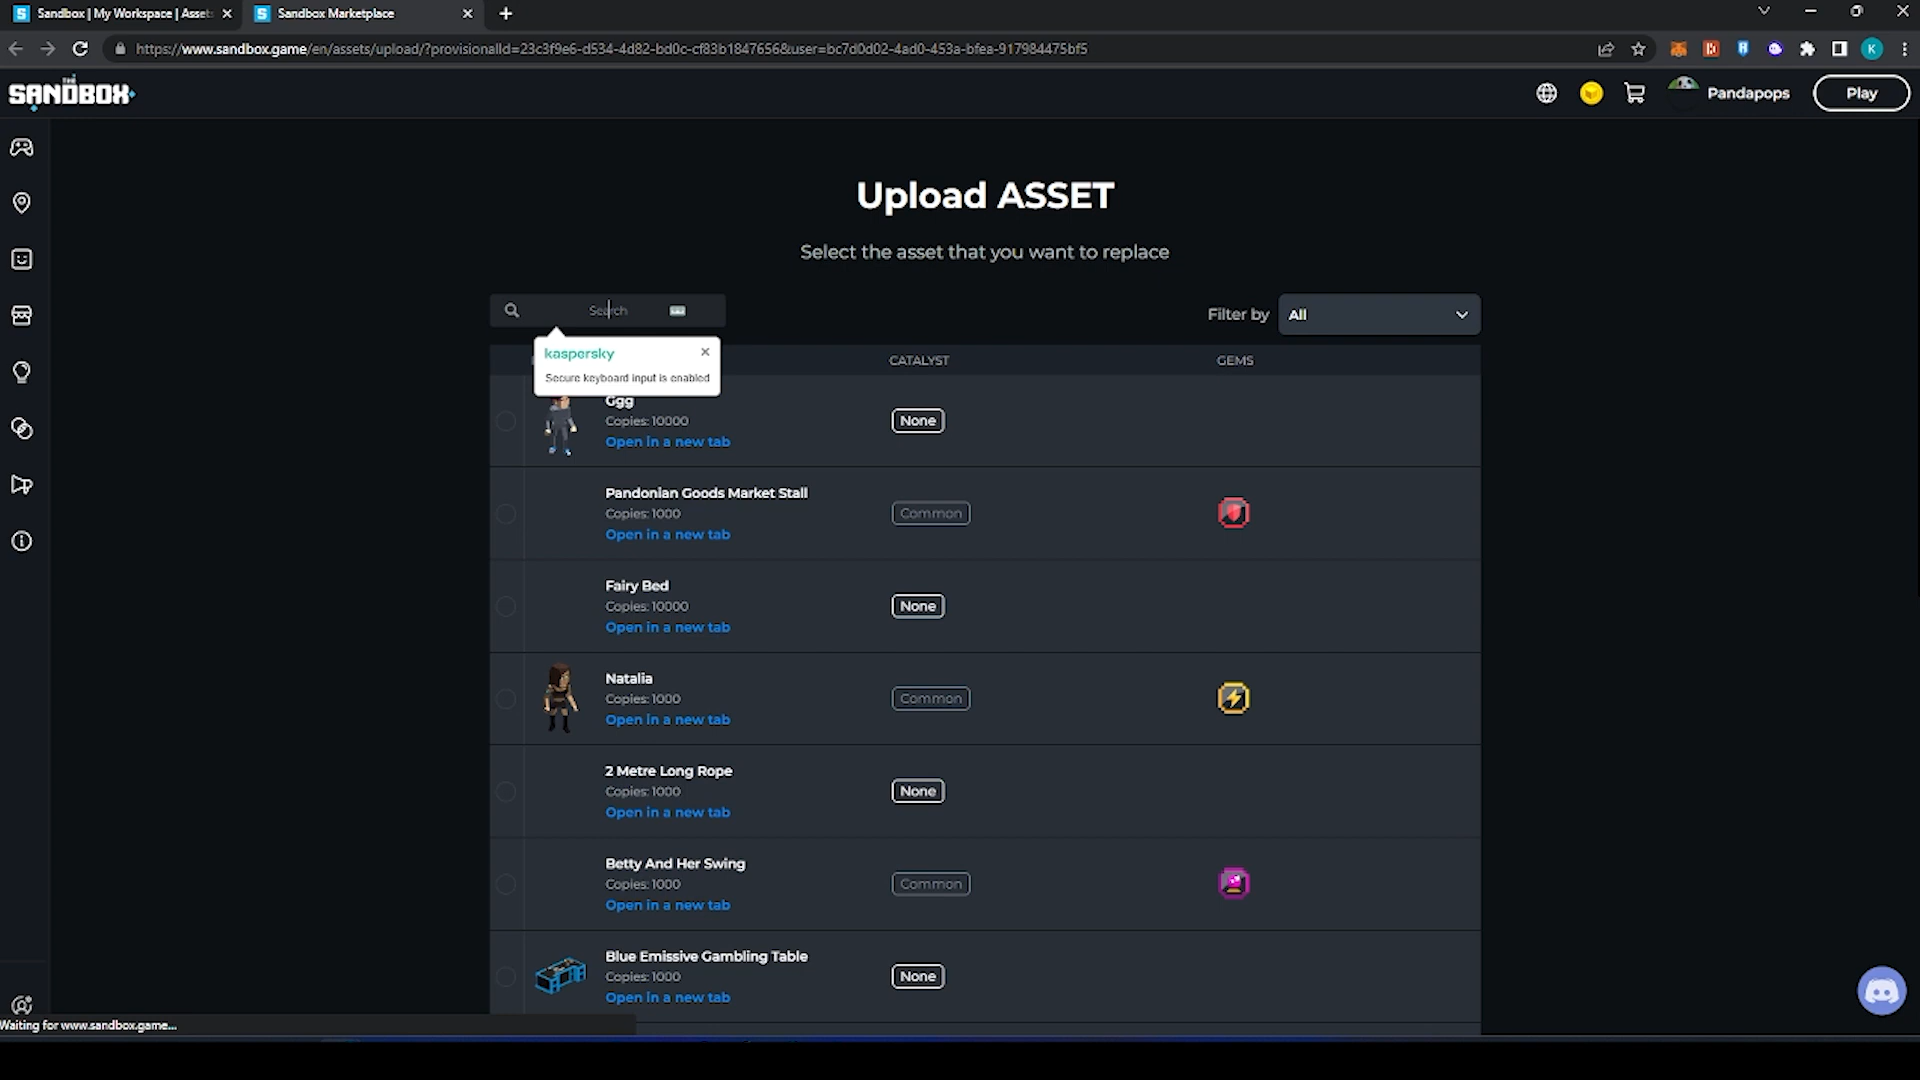 Sandbox | My Workspace | Assets
Sandbox Marketplace
https://www.sandbox.game/en/assets/upload/?provisionalId=23c3f9e6-d534-4d82-bd0c-cf83b1847656&user=bc7d0d02-4ad0-453a-bfea-917984475bf5
K
THE
SANDBOX
Pandapops
Play
Upload ASSET
Select the asset that you want to replace
Search
Filter by
All
kaspersky
Secure keyboard input is enabled
CATALYST
GEMS
Ggg
Copies: 10000
Open in a new tab
None
Pandonian Goods Market Stall
Copies: 1000
Open in a new tab
Common
Fairy Bed
Copies: 10000
Open in a new tab
None
Natalia
Copies: 1000
Open in a new tab
Common
2 Metre Long Rope
Copies: 1000
Open in a new tab
None
Betty And Her Swing
Copies: 1000
Open in a new tab
Common
Blue Emissive Gambling Table
Copies: 1000
Open in a new tab
None
Waiting for www.sandbox.game...